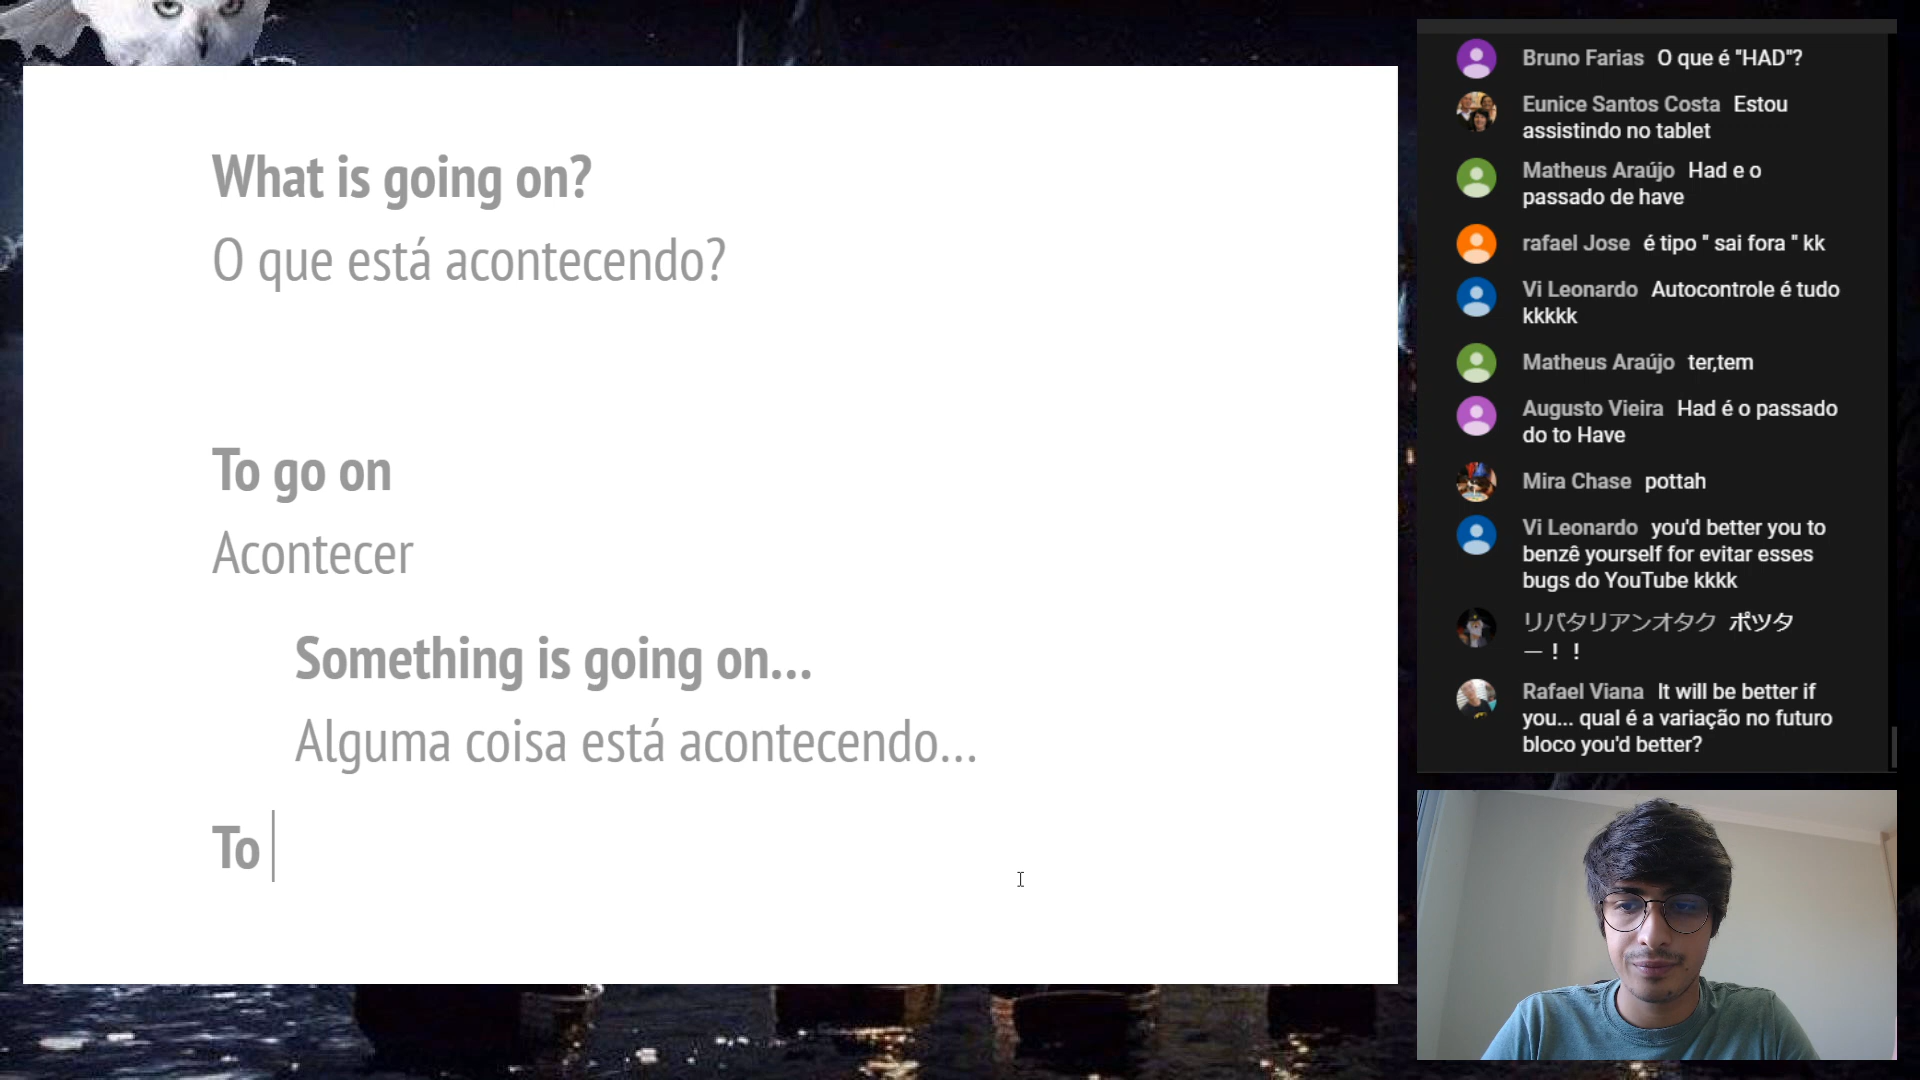 What is going on?
O que está acontecendo?
To go on
Acontecer
Something is going on...
Alguma coisa está acontecendo...
To
Bruno Farias O que é "HAD"?
Eunice Santos Costa Estou
assistindo no tablet
Matheus Araújo Had e o
passado de have
rafael Jose é tipo " sai fora " kk
Vi Leonardo Autocontrole é tudo
kkkkk
Matheus Araújo ter,tem
Augusto Vieira Had é o passado
do to Have
Mira Chase pottah
Vi Leonardo you'd better you to
benzê yourself for evitar esses
bugs do YouTube kkkk
リバタリアンオタク ポツタ
ー！！
Rafael Viana It will be better if
you... qual é a variação no futuro
bloco you'd better?